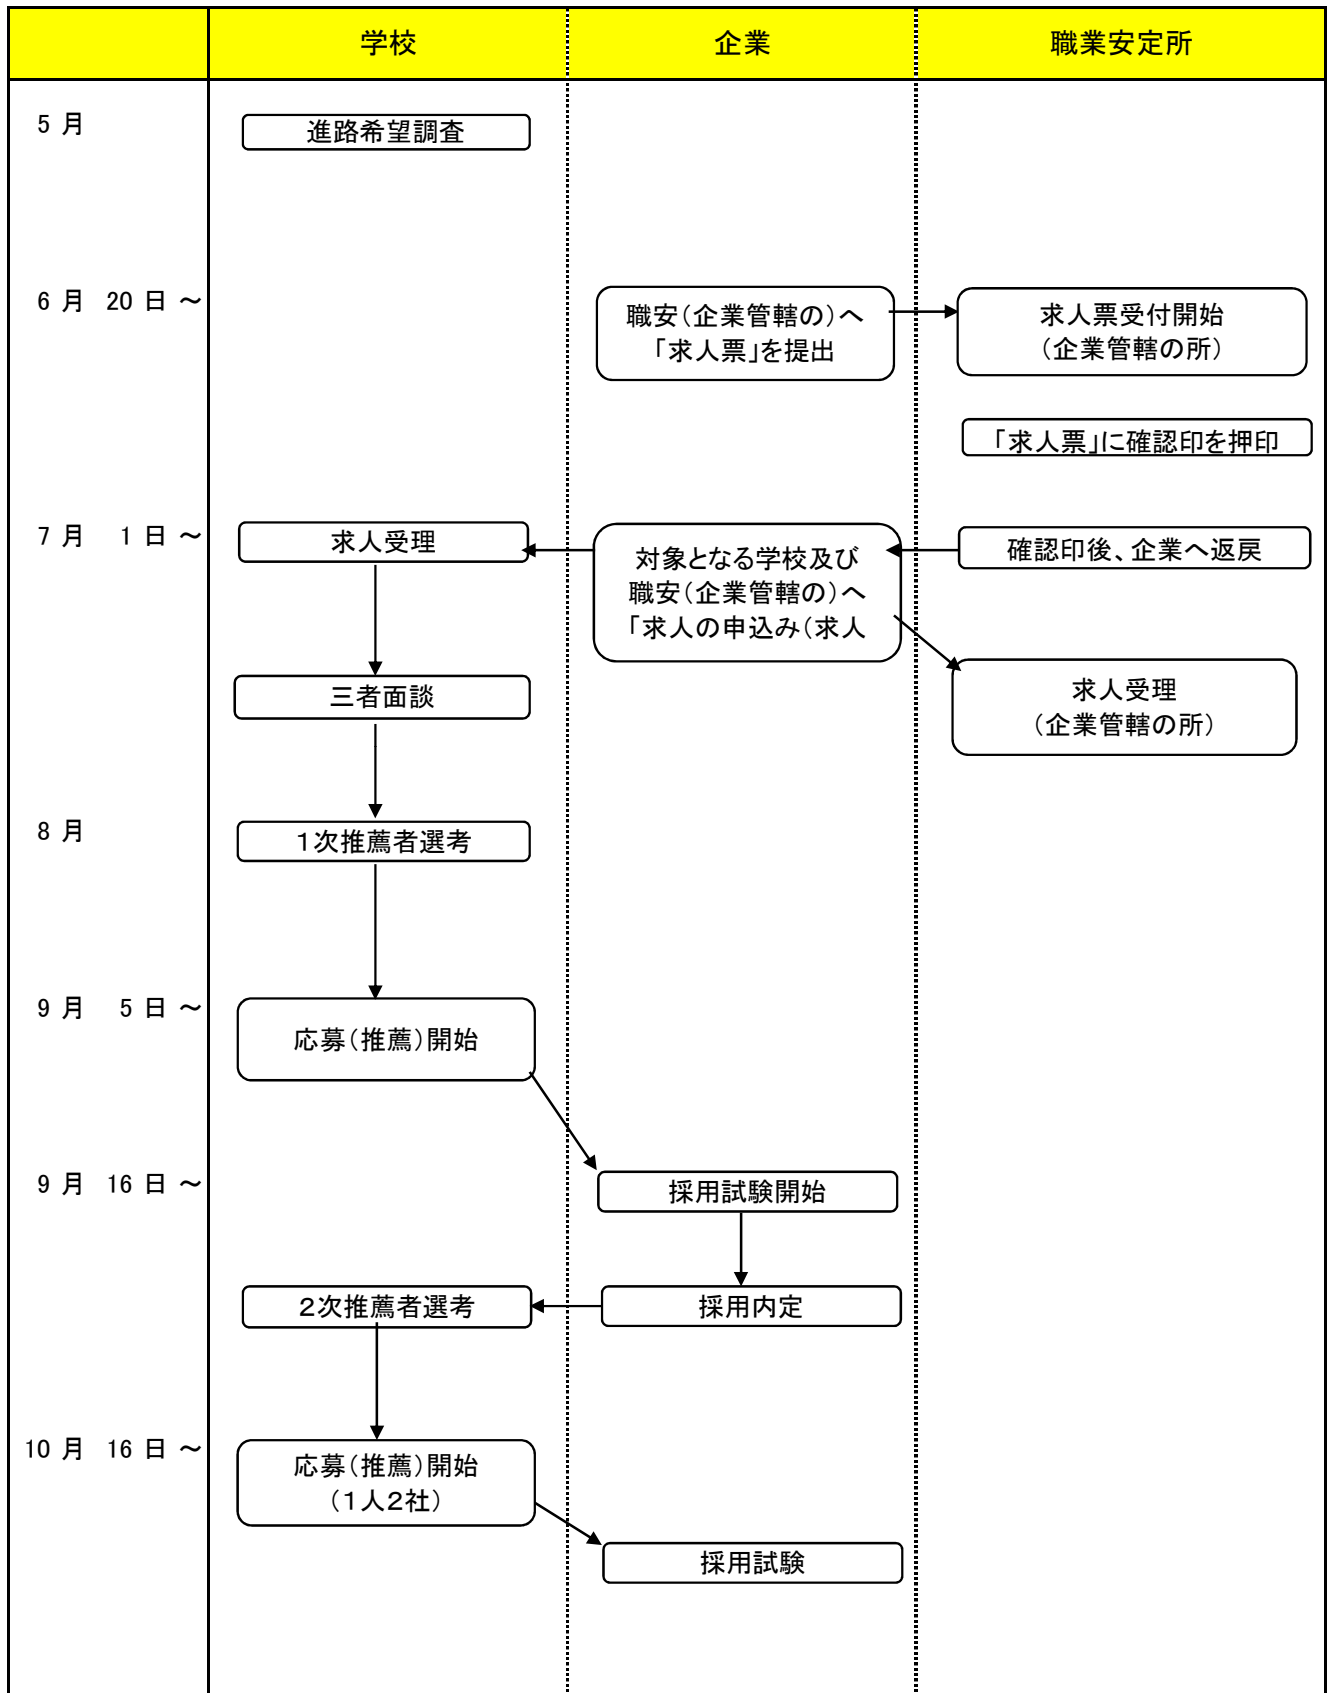 学校 企業 職業安定所
5 月
進路希望調査
6 月 20 日 ～
職安（企業管轄の）へ
「求人票」を提出
求人票受付開始
（企業管轄の所）
「求人票」に確認印を押印
7 月 1 日 ～
求人受理
対象となる学校及び
職安（企業管轄の）へ
「求人の申込み（求人
確認印後、企業へ返戻
三者面談
求人受理
（企業管轄の所）
8 月
１次推薦者選考
9 月 5 日 ～
応募（推薦）開始
9 月 16 日 ～
採用試験開始
２次推薦者選考
採用内定
10 月 16 日 ～
応募（推薦）開始
（１人２社）
採用試験